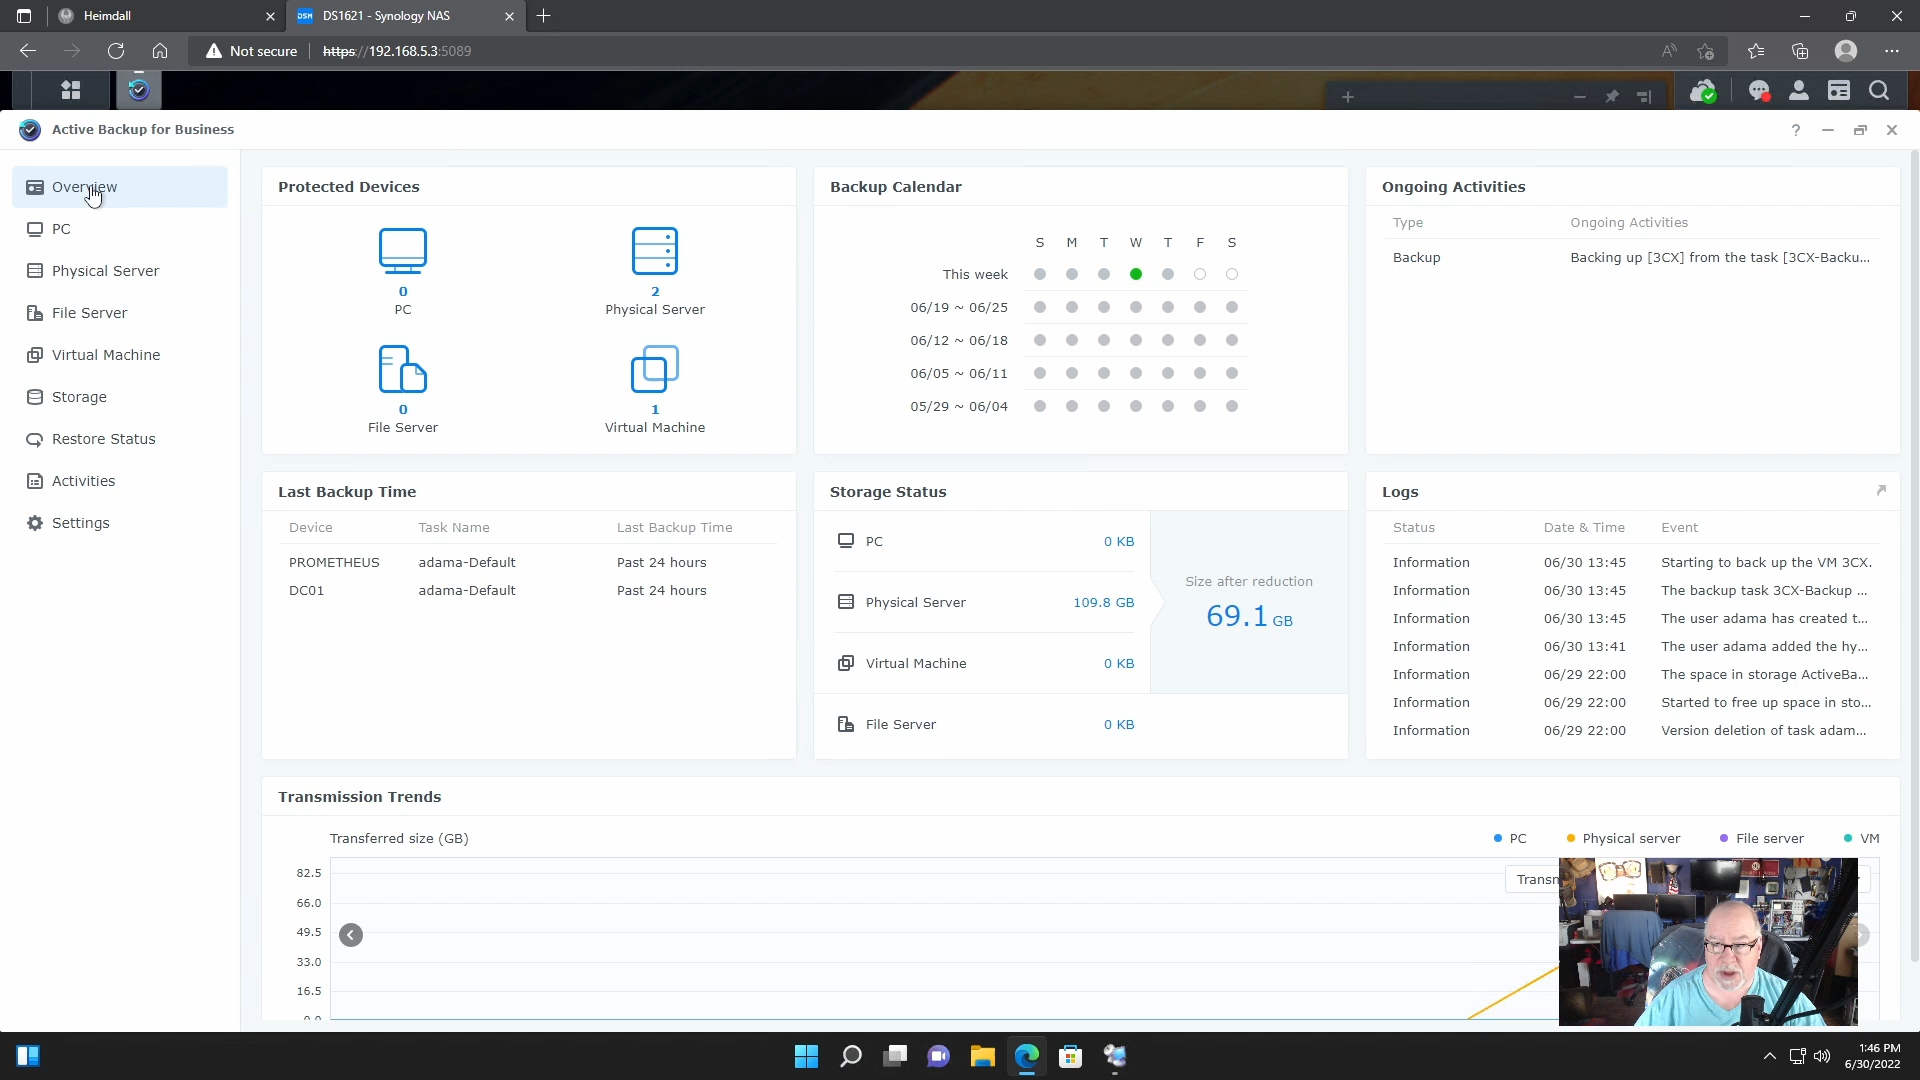 Heimdall
DSM
DS1621 - Synology NAS
Not secure
https://192.168.5.3:5089
Active Backup for Business
Overview
PC
Physical Server
File Server
Virtual Machine
Storage
Restore Status
Activities
Settings
Protected Devices
0
PC
2
Physical Server
0
File Server
1
Virtual Machine
Backup Calendar
S M T W T F S
This week
06/19 ~ 06/25
06/12 ~ 06/18
06/05 ~ 06/11
05/29 ~ 06/04
Ongoing Activities
Type Ongoing Activities
Backup Backing up [3CX] from the task [3CX-Backu...
Last Backup Time
Device Task Name Last Backup Time
PROMETHEUS adama-Default Past 24 hours
DC01 adama-Default Past 24 hours
Storage Status
PC 0 KB
Physical Server 109.8 GB
Virtual Machine 0 KB
File Server 0 KB
Size after reduction
69.1 GB
Logs
Status Date & Time Event
Information 06/30 13:45 Starting to back up the VM 3CX.
Information 06/30 13:45 The backup task 3CX-Backup ...
Information 06/30 13:45 The user adama has created t...
Information 06/30 13:41 The user adama added the hy...
Information 06/29 22:00 The space in storage ActiveBa...
Information 06/29 22:00 Started to free up space in sto...
Information 06/29 22:00 Version deletion of task adam...
Transmission Trends
Transferred size (GB)
PC Physical server File server VM
Transm
82.5
66.0
49.5
33.0
16.5
0.0
1:46 PM
6/30/2022